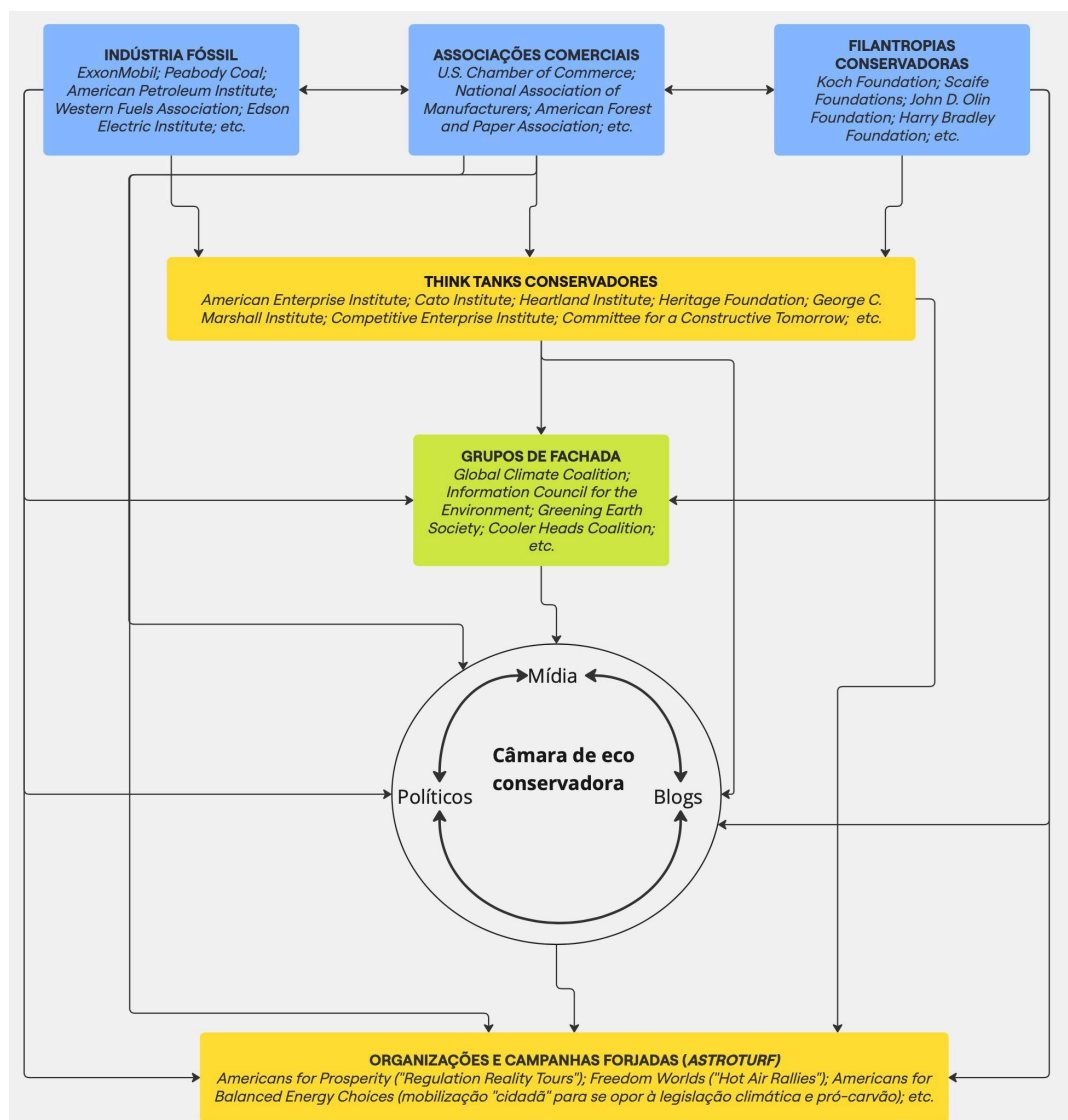 INDÚSTRIA FÓSSIL
ExxonMobil; Peabody Coal;
American Petroleum Institute;
Western Fuels Association; Edson
Electric Institute; etc.
ASSOCIAÇÕES COMERCIAIS
U.S. Chamber of Commerce;
National Association of
Manufacturers; American Forest
and Paper Association; etc.
FILANTROPIAS
CONSERVADORAS
Koch Foundation; Scaife
Foundations; John D. Olin
Foundation; Harry Bradley
Foundation; etc.
THINK TANKS CONSERVADORES
American Enterprise Institute; Cato Institute; Heartland Institute; Heritage Foundation; George C.
Marshall Institute; Competitive Enterprise Institute; Committee for a Constructive Tomorrow; etc.
GRUPOS DE FACHADA
Global Climate Coalition;
Information Council for the
Environment; Greening Earth
Society; Cooler Heads Coalition;
etc.
Mídia
Câmara de eco
conservadora
Políticos
Blogs
ORGANIZAÇÕES E CAMPANHAS FORJADAS (ASTROTURF)
Americans for Prosperity ("Regulation Reality Tours"); Freedom Worlds ("Hot Air Rallies"); Americans for
Balanced Energy Choices (mobilização "cidadã" para se opor à legislação climática e pró-carvão); etc.